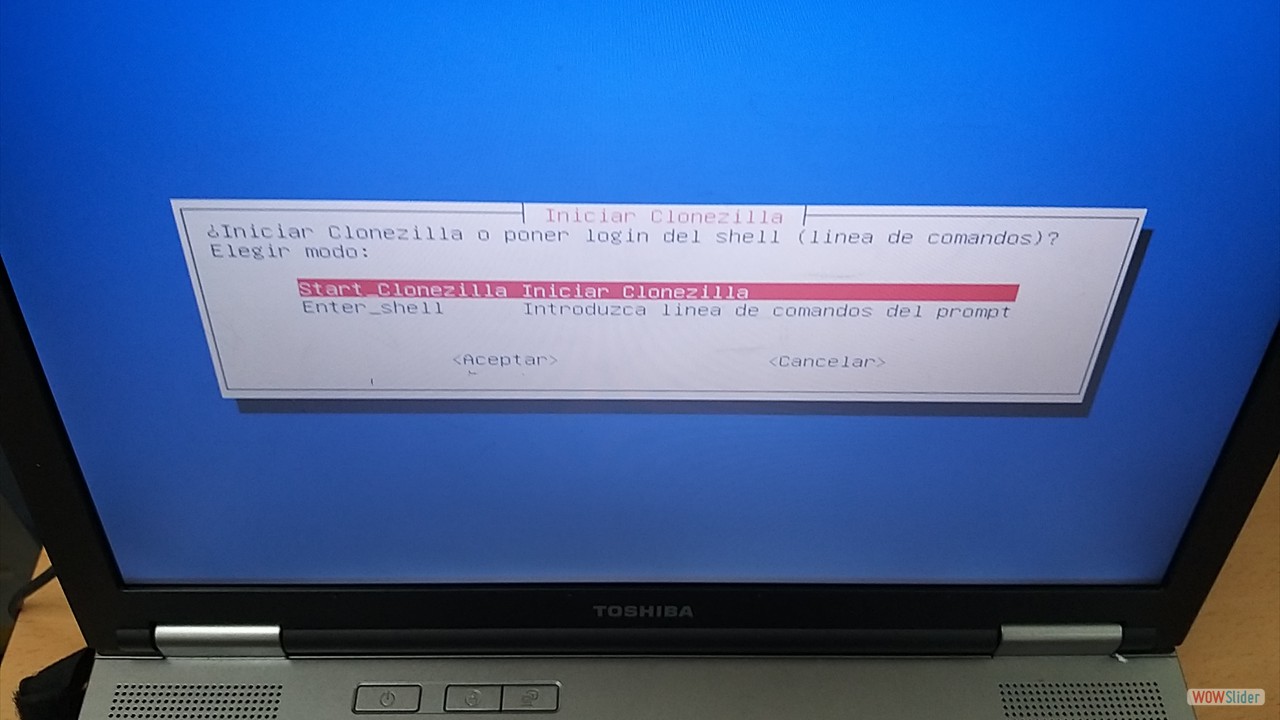 Iniciar Clonezilla
¿Iniciar Clonezilla o poner login del shell (linea de comandos)?
Elegir modo:
Start_Clonezilla Iniciar Clonezilla
Enter_shell Introduzca linea de comandos del prompt
<Aceptar> <Cancelar>
TOSHIBA
WOWSlider